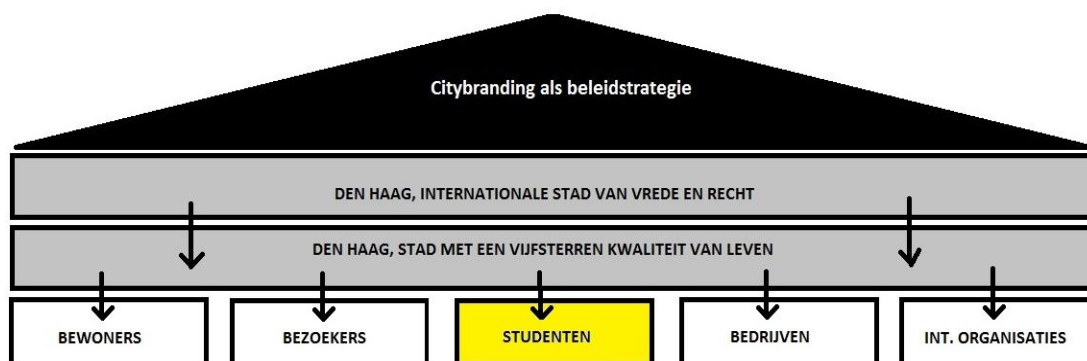 Citybranding als beleidstrategie
DEN HAAG, INTERNATIONALE STAD VAN VREDE EN RECHT
DEN HAAG, STAD MET EEN VIJFSTERREN KWALITEIT VAN LEVEN
BEWONERS
BEZOEKERS
STUDENTEN
BEDRIJVEN
INT. ORGANISATIES